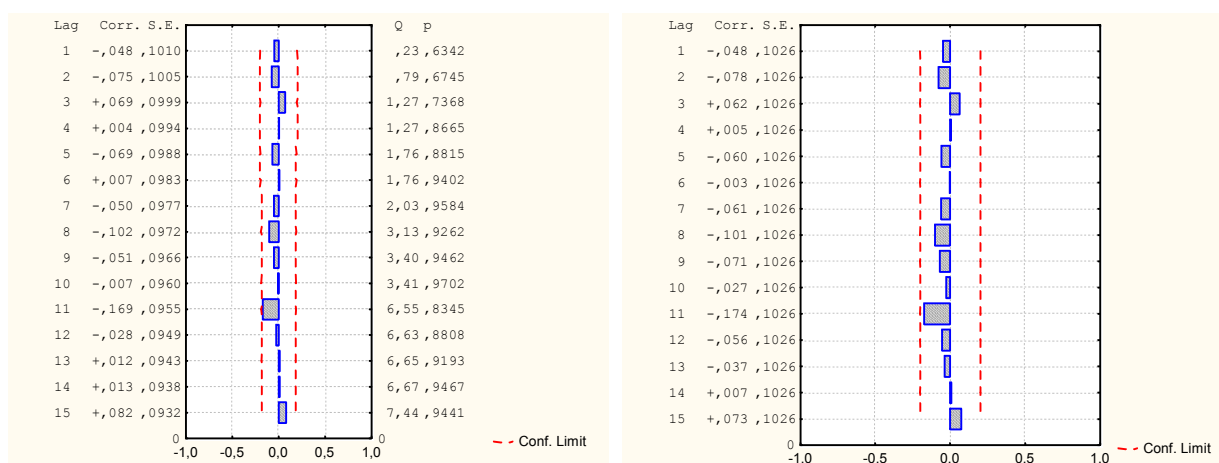 Lag Corr. S.E. Q p
1 -,048 ,1010 ,23 ,6342
2 -,075 ,1005 ,79 ,6745
3 +,069 ,0999 1,27 ,7368
4 +,004 ,0994 1,27 ,8665
5 -,069 ,0988 1,76 ,8815
6 +,007 ,0983 1,76 ,9402
7 -,050 ,0977 2,03 ,9584
8 -,102 ,0972 3,13 ,9262
9 -,051 ,0966 3,40 ,9462
10 -,007 ,0960 3,41 ,9702
11 -,169 ,0955 6,55 ,8345
12 -,028 ,0949 6,63 ,8808
13 +,012 ,0943 6,65 ,9193
14 +,013 ,0938 6,67 ,9467
15 +,082 ,0932 7,44 ,9441
0 0
-1,0 -0,5 0,0 0,5 1,0
Conf. Limit
Lag Corr. S.E.
1 -,048 ,1026
2 -,078 ,1026
3 +,062 ,1026
4 +,005 ,1026
5 -,060 ,1026
6 -,003 ,1026
7 -,061 ,1026
8 -,101 ,1026
9 -,071 ,1026
10 -,027 ,1026
11 -,174 ,1026
12 -,056 ,1026
13 -,037 ,1026
14 +,007 ,1026
15 +,073 ,1026
0
-1.0 -0.5 0.0 0.5 1.0
Conf. Limit